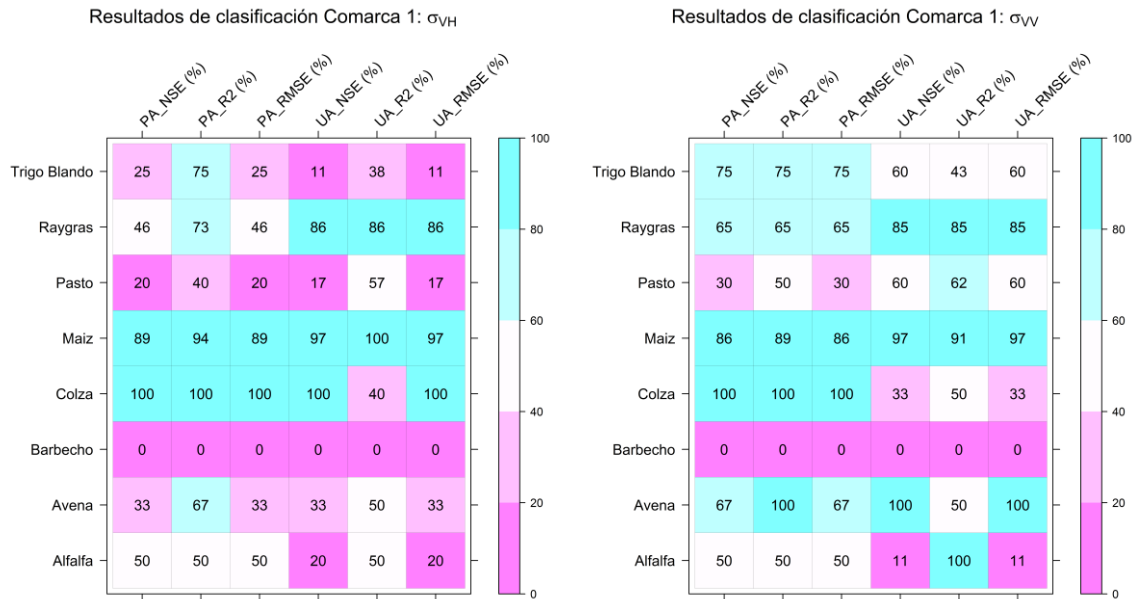 Resultados de clasificación Comarca 1: σVH
PA_NSE (%) PA_R2 (%) PA_RMSE (%) UA_NSE (%) UA_R2 (%) UA_RMSE (%)
Trigo Blando 25 75 25 11 38 11
Raygras 46 73 46 86 86 86
Pasto 20 40 20 17 57 17
Maiz 89 94 89 97 100 97
Colza 100 100 100 100 40 100
Barbecho 0 0 0 0 0 0
Avena 33 67 33 33 50 33
Alfalfa 50 50 50 20 50 20
100
80
60
40
20
0
Resultados de clasificación Comarca 1: σVV
PA_NSE (%) PA_R2 (%) PA_RMSE (%) UA_NSE (%) UA_R2 (%) UA_RMSE (%)
Trigo Blando 75 75 75 60 43 60
Raygras 65 65 65 85 85 85
Pasto 30 50 30 60 62 60
Maiz 86 89 86 97 91 97
Colza 100 100 100 33 50 33
Barbecho 0 0 0 0 0 0
Avena 67 100 67 100 50 100
Alfalfa 50 50 50 11 100 11
100
80
60
40
20
0